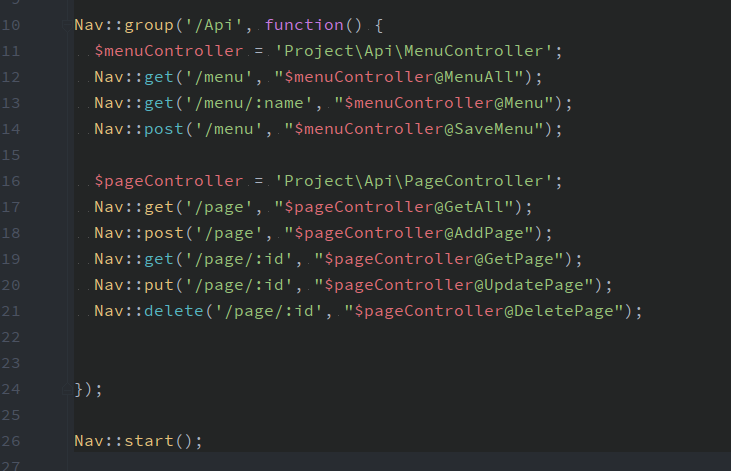 10 Nav::group('/Api', function() {
11 $menuController = 'Project\Api\MenuController';
12 Nav::get('/menu', "$menuController@MenuAll");
13 Nav::get('/menu/:name', "$menuController@Menu");
14 Nav::post('/menu', "$menuController@SaveMenu");
15
16 $pageController = 'Project\Api\PageController';
17 Nav::get('/page', "$pageController@GetAll");
18 Nav::post('/page', "$pageController@AddPage");
19 Nav::get('/page/:id', "$pageController@GetPage");
20 Nav::put('/page/:id', "$pageController@UpdatePage");
21 Nav::delete('/page/:id', "$pageController@DeletePage");
22
23
24 });
25
26 Nav::start();
27